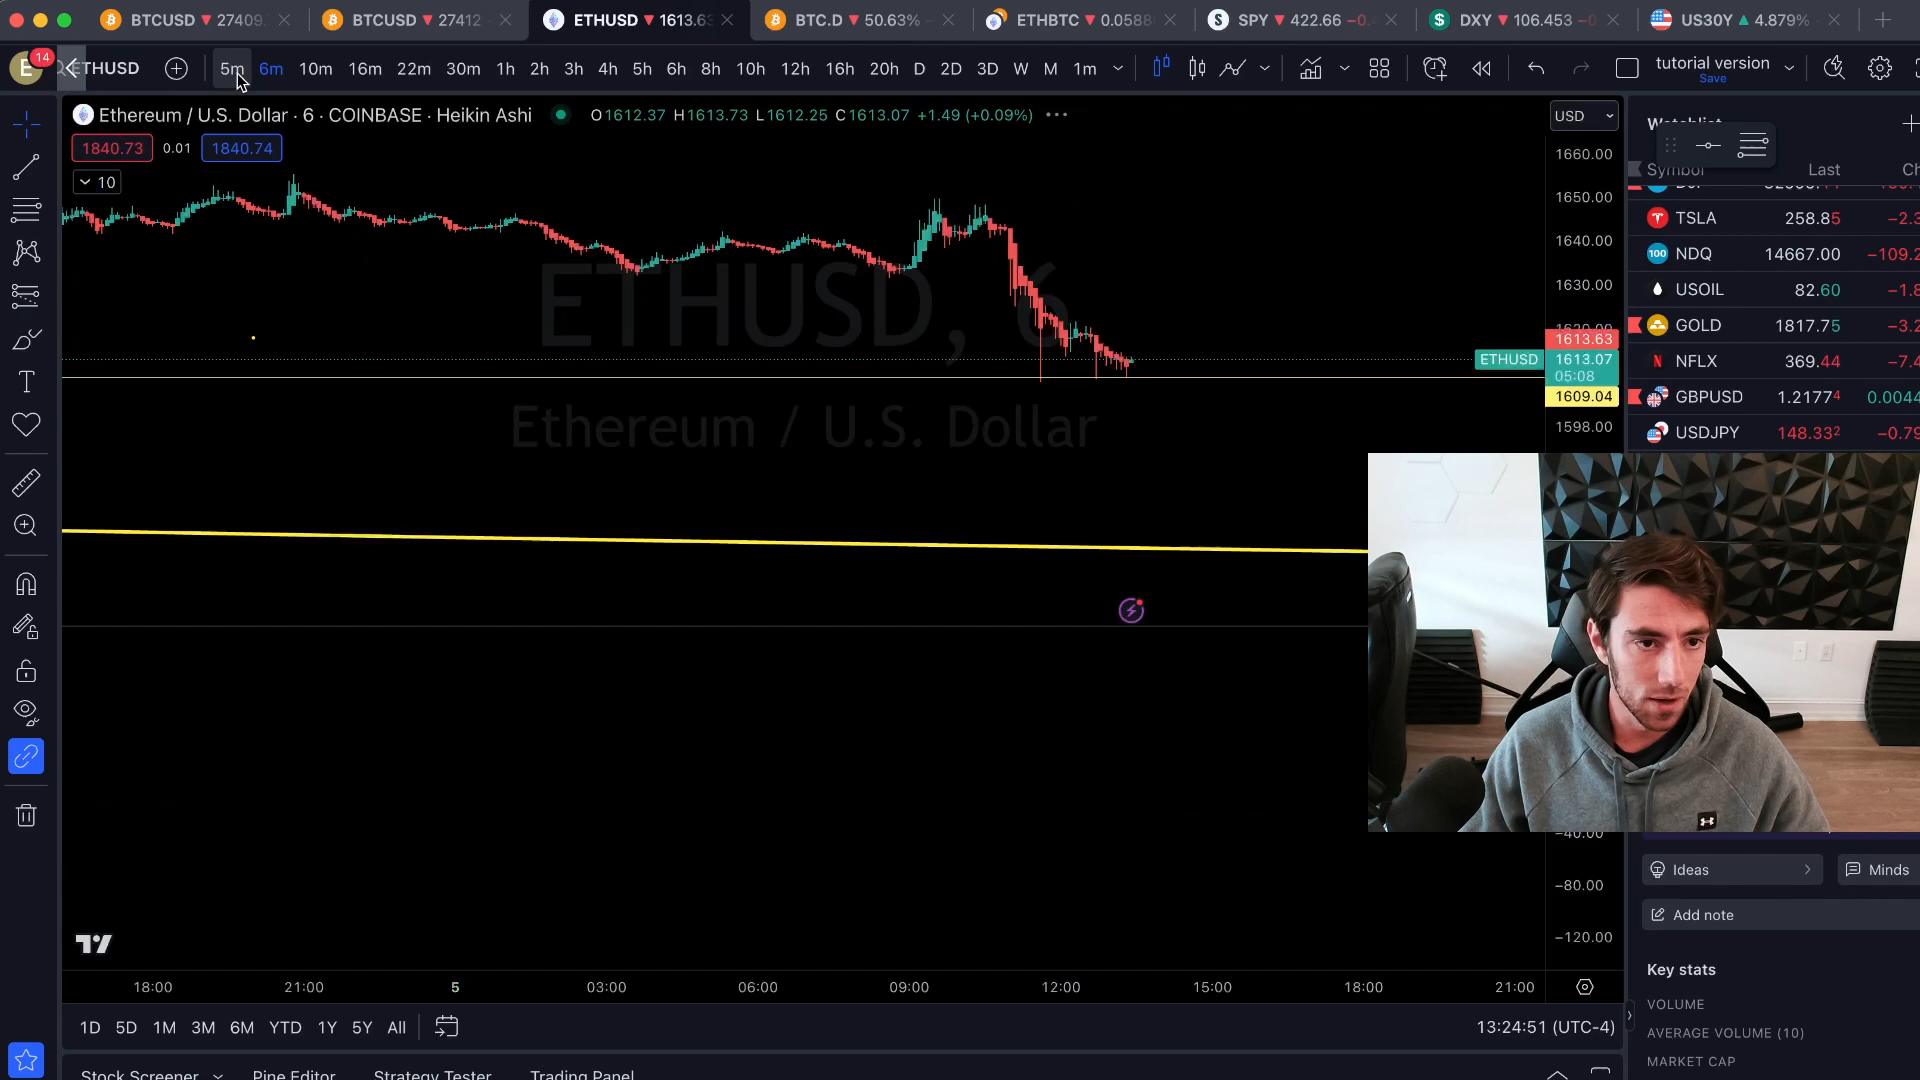 BTCUSD ▼ 27409.
BTCUSD ▼ 27412
ETHUSD ▼ 1613.63
BTC.D ▼ 50.63%
ETHBTC ▼ 0.0588
SPY ▼ 422.66 −0.
DXY ▼ 106.453 −0
US30Y ▲ 4.879%
E 14 ETHUSD 5m 6m 10m 16m 22m 30m 1h 2h 3h 4h 5h 6h 8h 10h 12h 16h 20h D 2D 3D W M 1m
tutorial version
Save
Ethereum / U.S. Dollar · 6 · COINBASE · Heikin Ashi O1612.37 H1613.73 L1612.25 C1613.07 +1.49 (+0.09%)
USD
1840.73 0.01 1840.74
10
ETHUSD, 6
Ethereum / U.S. Dollar
1660.00
1650.00
1640.00
1630.00
1613.63
ETHUSD 1613.07
05:08
1609.04
1598.00
−80.00
−120.00
Symbol Last Ch
TSLA 258.85 −2.3
NDQ 14667.00 −109.2
USOIL 82.60 −1.8
GOLD 1817.75 −3.2
NFLX 369.44 −7.4
GBPUSD 1.21774 0.0044
USDJPY 148.332 −0.79
Ideas
Minds
Add note
Key stats
VOLUME
AVERAGE VOLUME (10)
MARKET CAP
18:00 21:00 5 03:00 06:00 09:00 12:00 15:00 18:00 21:00
1D 5D 1M 3M 6M YTD 1Y 5Y All
13:24:51 (UTC-4)
Stock Screener Pine Editor Strategy Tester Trading Panel